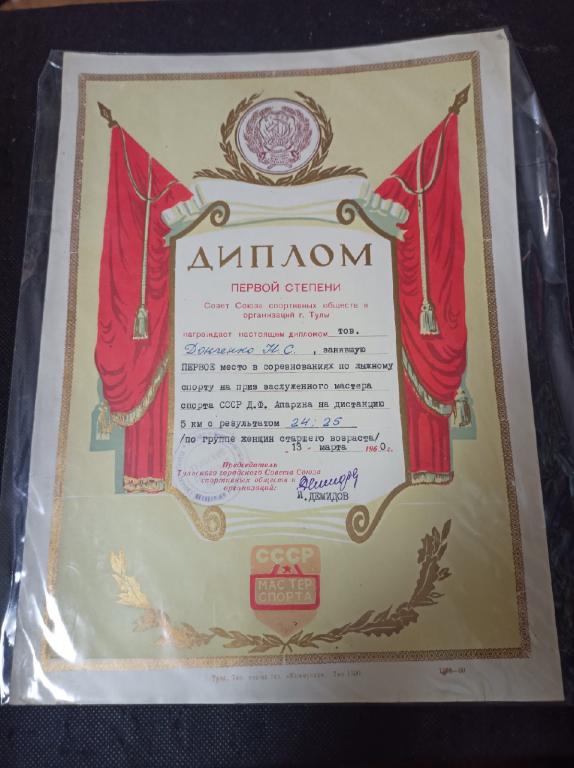 ДИПЛОМ
ПЕРВОЙ СТЕПЕНИ
Совет Союза спортивных обществ и
организаций г. Тулы
награждает настоящим дипломом тов.
Н.С., занявшую
ПЕРВОЕ место в соревнованиях по лыжному
спорту на приз заслуженного мастера
спорта СССР Д.Ф. Апарина на дистанцию
5 км с результатом 24:25
/по группе женщин старшего возраста/
„13 " марта 1960г.
Председатель
Тульского городского Совета Союза
спортивных обществ и
организаций:
И.ДЕМИДОВ
СССР
МАСТЕР
СПОРТА